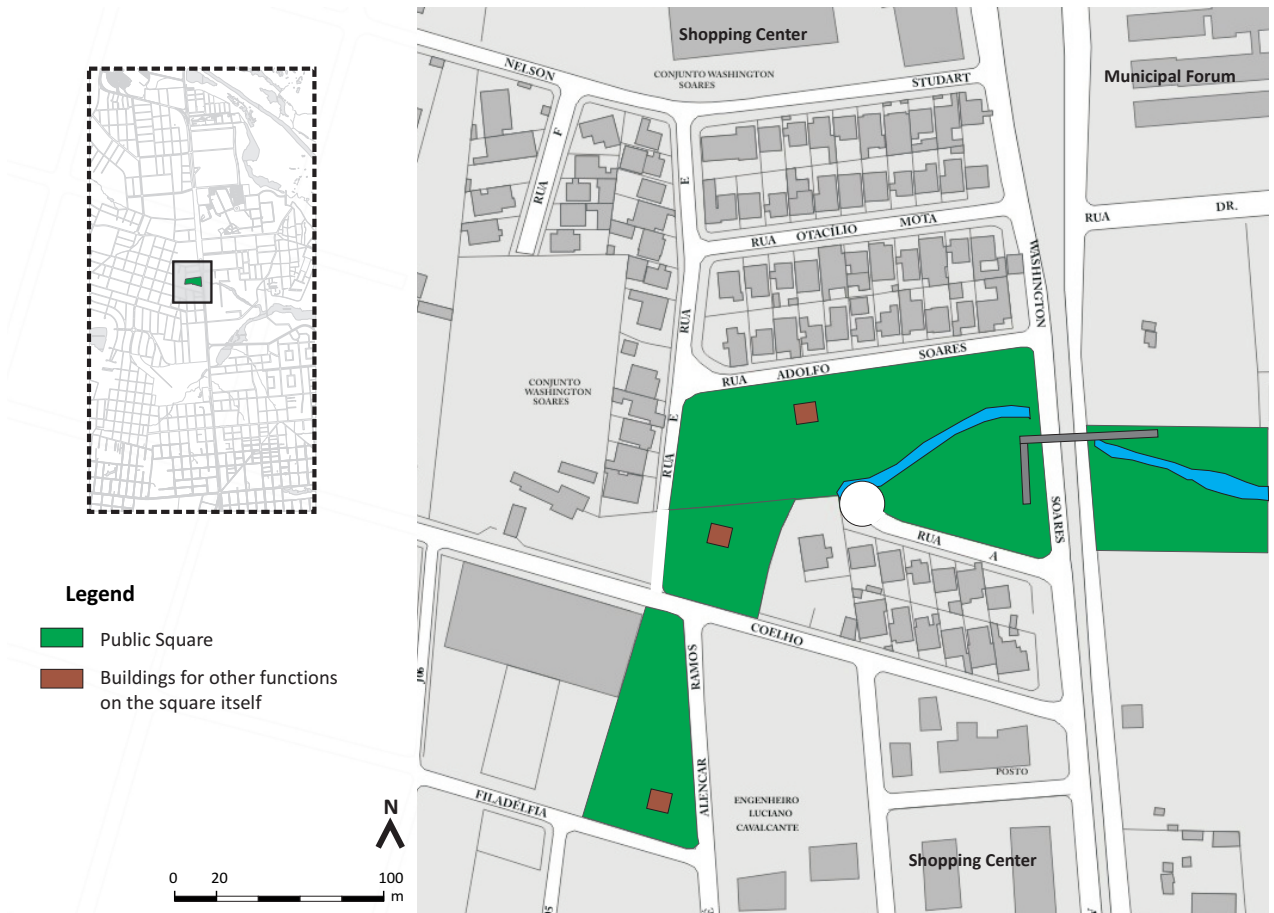 Shopping Center
NELSON
CONJUNTO WASHINGTON
SOARES
STUDART
Municipal Forum
RUA
F
E
RUA
OTACÍLIO
MOTA
RUA
DR.
WASHINGTON
RUA
RUA
ADOLFO
SOARES
CONJUNTO
WASHINGTON
SOARES
RUA
E
SOARES
RUA
A
Legend
Public Square
Buildings for other functions
on the square itself
COELHO
RAMOS
ALENCAR
FILADÉLFIA
POSTO
ENGENHEIRO
LUCIANO
CAVALCANTE
Shopping Center
N
0
20
100
m